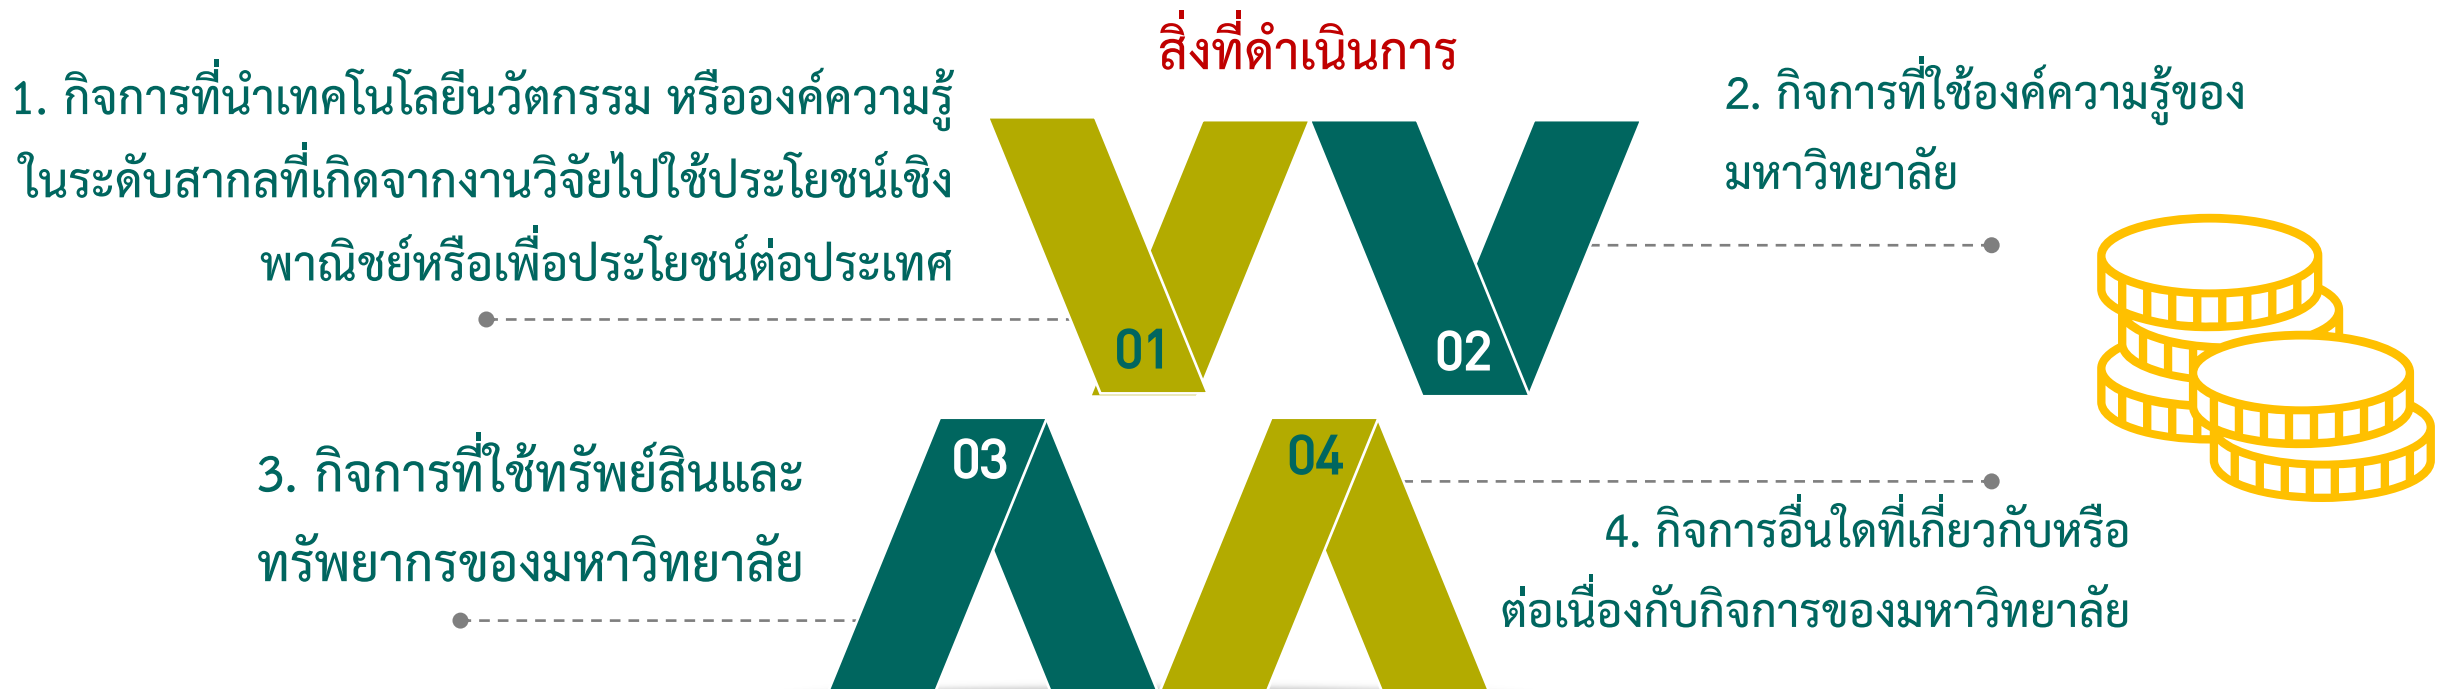 สิ่งที่ดำเนินการ
1. กิจการที่นำเทคโนโลยีนวัตกรรม หรือองค์ความรู้
ในระดับสากลที่เกิดจากงานวิจัยไปใช้ประโยชน์เชิง
พาณิชย์หรือเพื่อประโยชน์ต่อประเทศ
01
2. กิจการที่ใช้องค์ความรู้ของ
มหาวิทยาลัย
02
3. กิจการที่ใช้ทรัพย์สินและ
ทรัพยากรของมหาวิทยาลัย
03
04
4. กิจการอื่นใดที่เกี่ยวกับหรือ
ต่อเนื่องกับกิจการของมหาวิทยาลัย